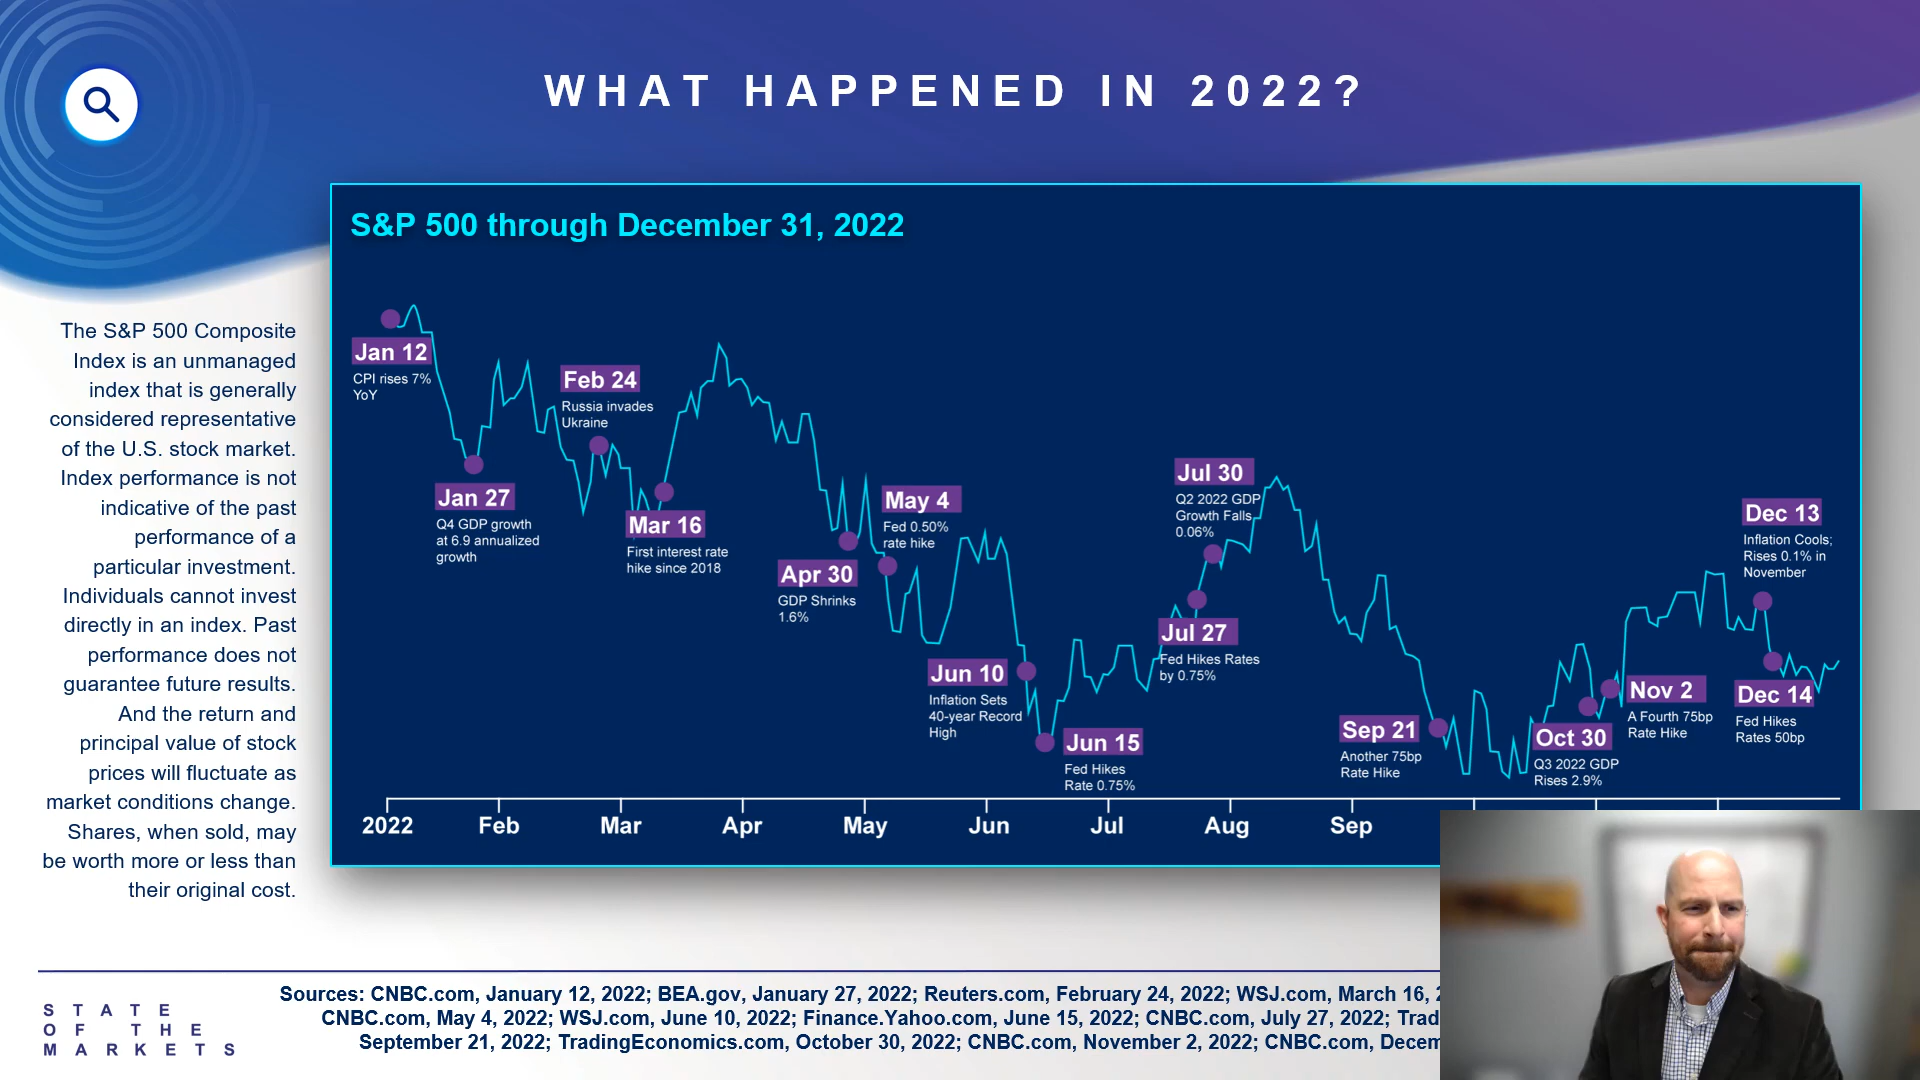 WHAT HAPPENED IN 2022?
S&P 500 through December 31, 2022
The S&P 500 Composite
Index is an unmanaged
index that is generally
considered representative
of the U.S. stock market.
Index performance is not
indicative of the past
performance of a
particular investment.
Individuals cannot invest
directly in an index. Past
performance does not
guarantee future results.
And the return and
principal value of stock
prices will fluctuate as
market conditions change.
Shares, when sold, may
be worth more or less than
their original cost.
Jan 12
CPI rises 7%
YoY
Jan 27
Q4 GDP growth
at 6.9 annualized
growth
Feb 24
Russia invades
Ukraine
Mar 16
First interest rate
hike since 2018
Apr 30
GDP Shrinks
1.6%
May 4
Fed 0.50%
rate hike
Jun 10
Inflation Sets
40-year Record
High
Jun 15
Fed Hikes
Rate 0.75%
Jul 27
Fed Hikes Rates
by 0.75%
Jul 30
Q2 2022 GDP
Growth Falls
0.06%
Sep 21
Another 75bp
Rate Hike
Oct 30
Q3 2022 GDP
Rises 2.9%
Nov 2
A Fourth 75bp
Rate Hike
Dec 13
Inflation Cools;
Rises 0.1% in
November
Dec 14
Fed Hikes
Rates 50bp
2022 Feb Mar Apr May Jun Jul Aug Sep
STATE
OF THE
MARKETS
Sources: CNBC.com, January 12, 2022; BEA.gov, January 27, 2022; Reuters.com, February 24, 2022; WSJ.com, March 16,
CNBC.com, May 4, 2022; WSJ.com, June 10, 2022; Finance.Yahoo.com, June 15, 2022; CNBC.com, July 27, 2022; Trad
September 21, 2022; TradingEconomics.com, October 30, 2022; CNBC.com, November 2, 2022; CNBC.com, Decem